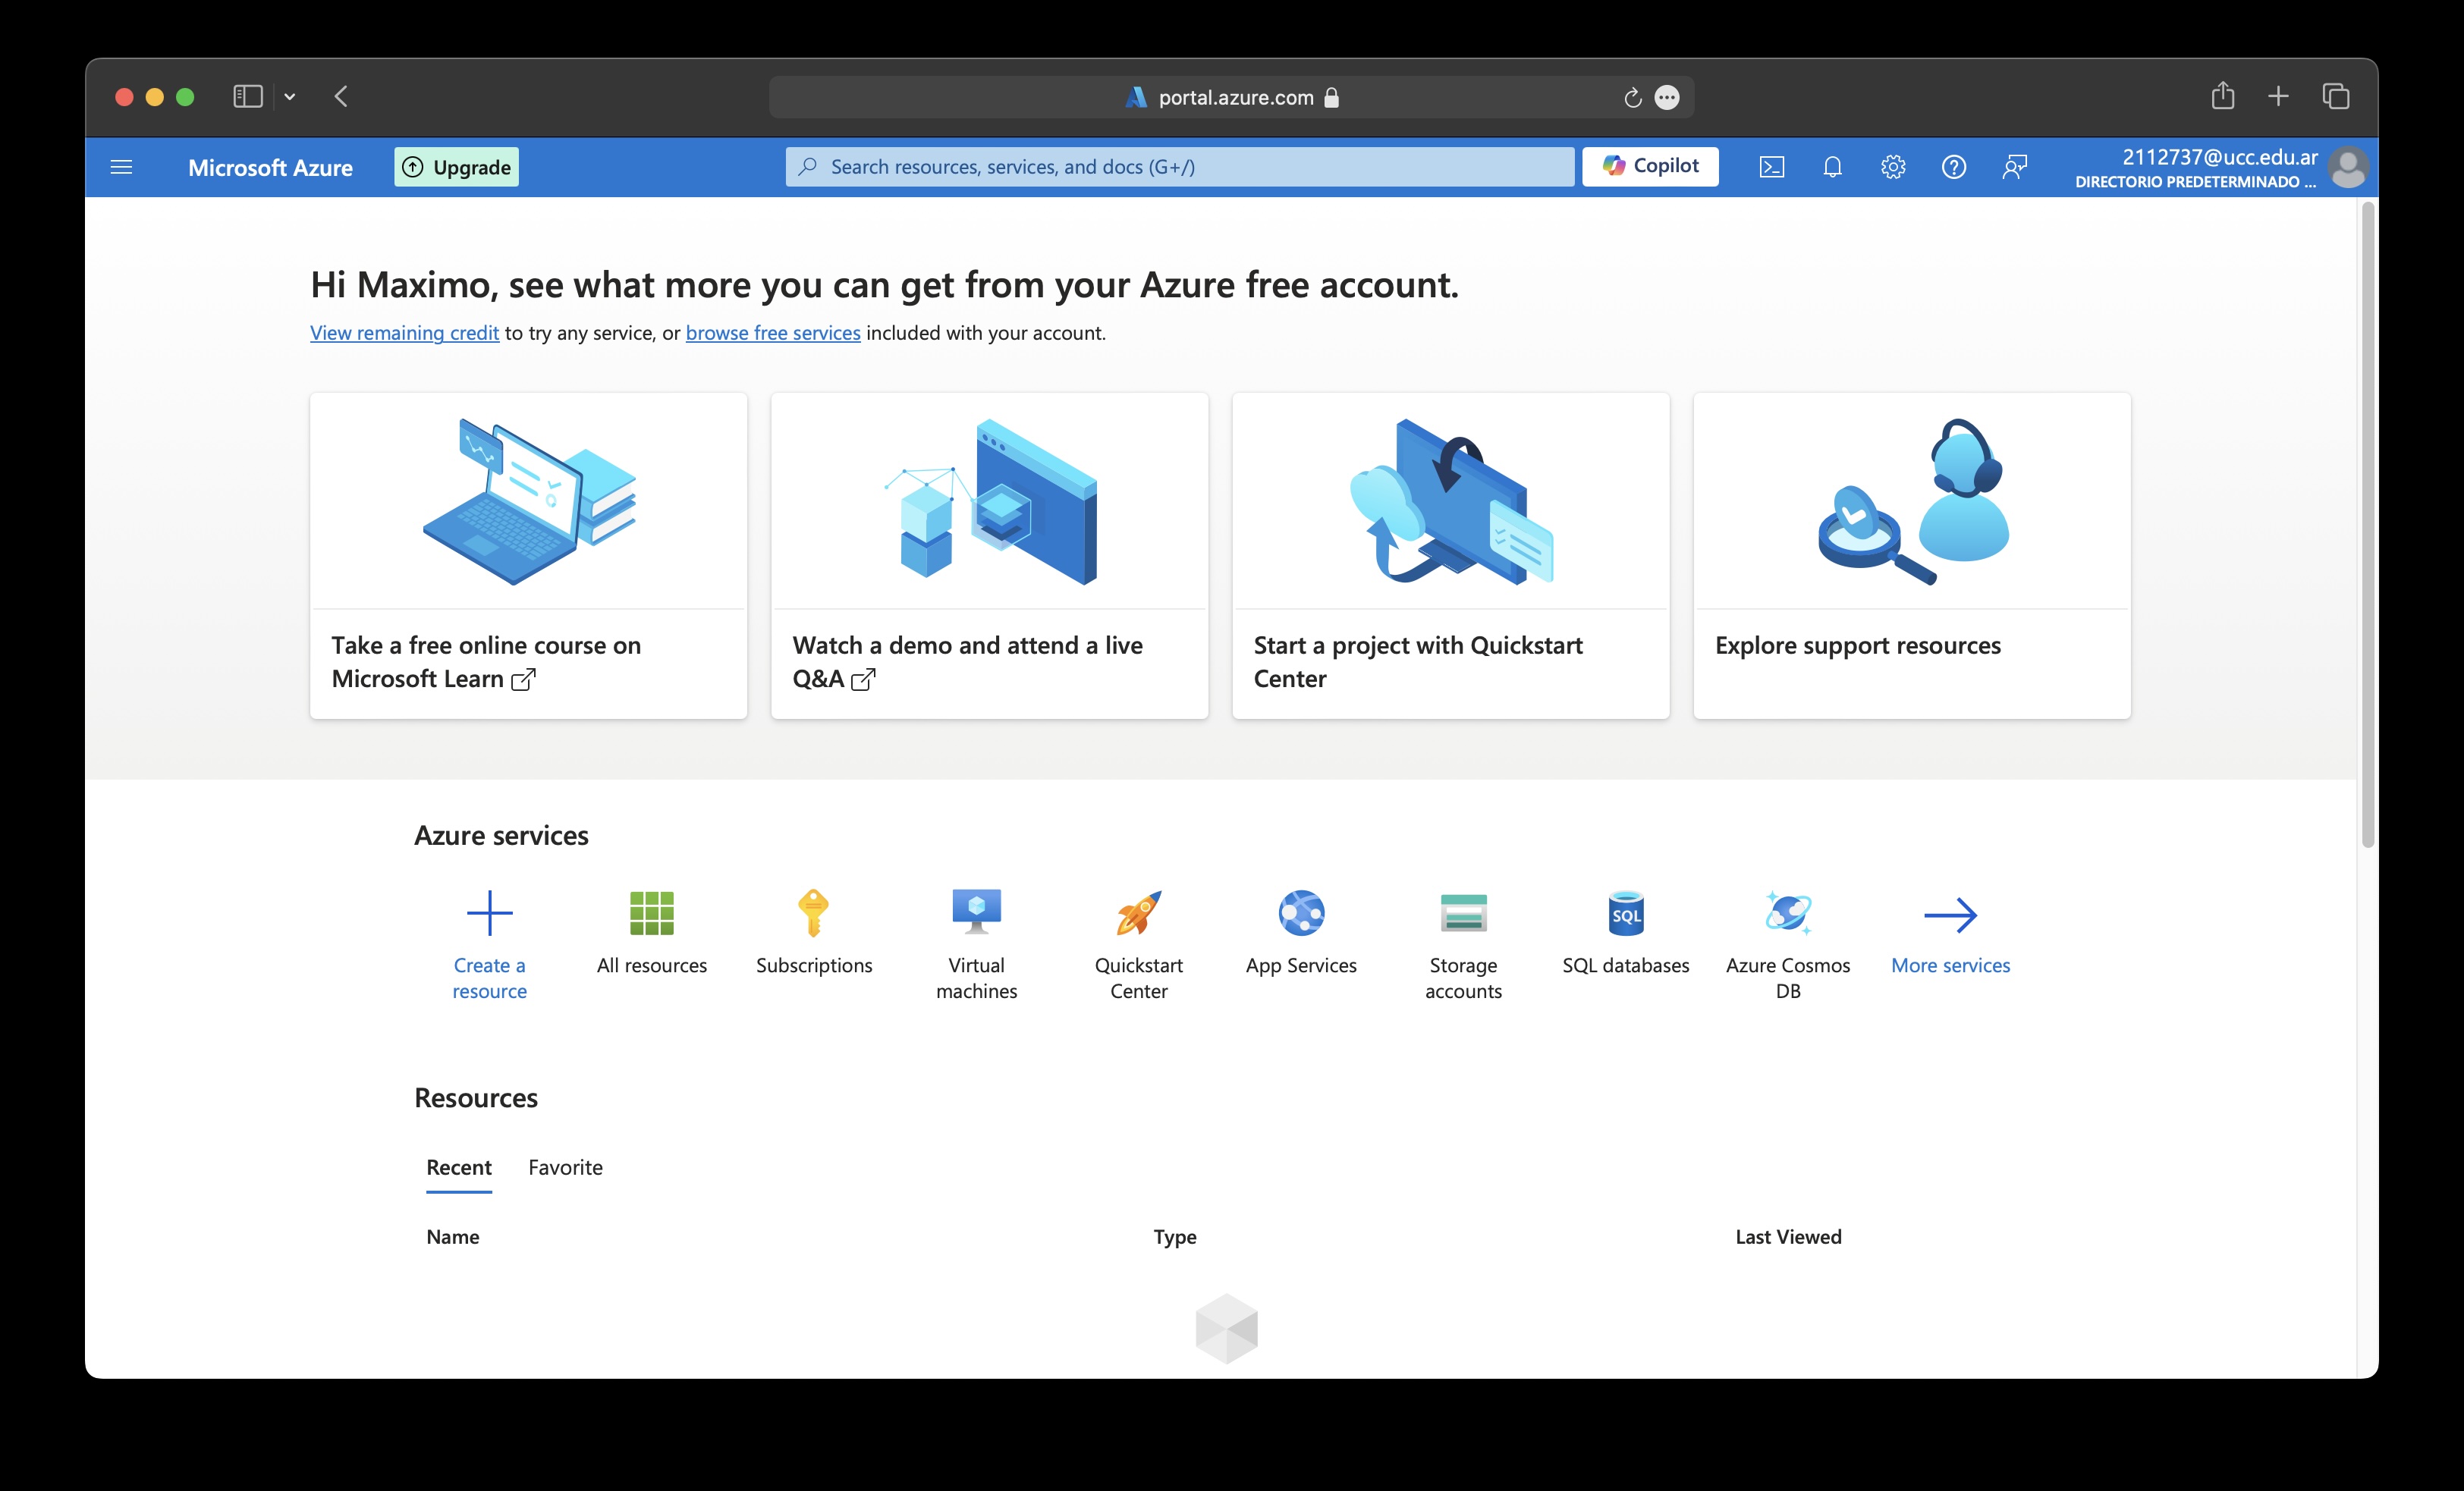 portal.azure.com
Microsoft Azure
Upgrade
Search resources, services, and docs (G+/)
Copilot
2112737@ucc.edu.ar
DIRECTORIO PREDETERMINADO ...
Hi Maximo, see what more you can get from your Azure free account.
View remaining credit to try any service, or browse free services included with your account.
Take a free online course on
Microsoft Learn
Watch a demo and attend a live
Q&A
Start a project with Quickstart
Center
Explore support resources
Azure services
SQL
Create a
resource
All resources
Subscriptions
Virtual
machines
Quickstart
Center
App Services
Storage
accounts
SQL databases
Azure Cosmos
DB
More services
Resources
Recent
Favorite
Name
Type
Last Viewed